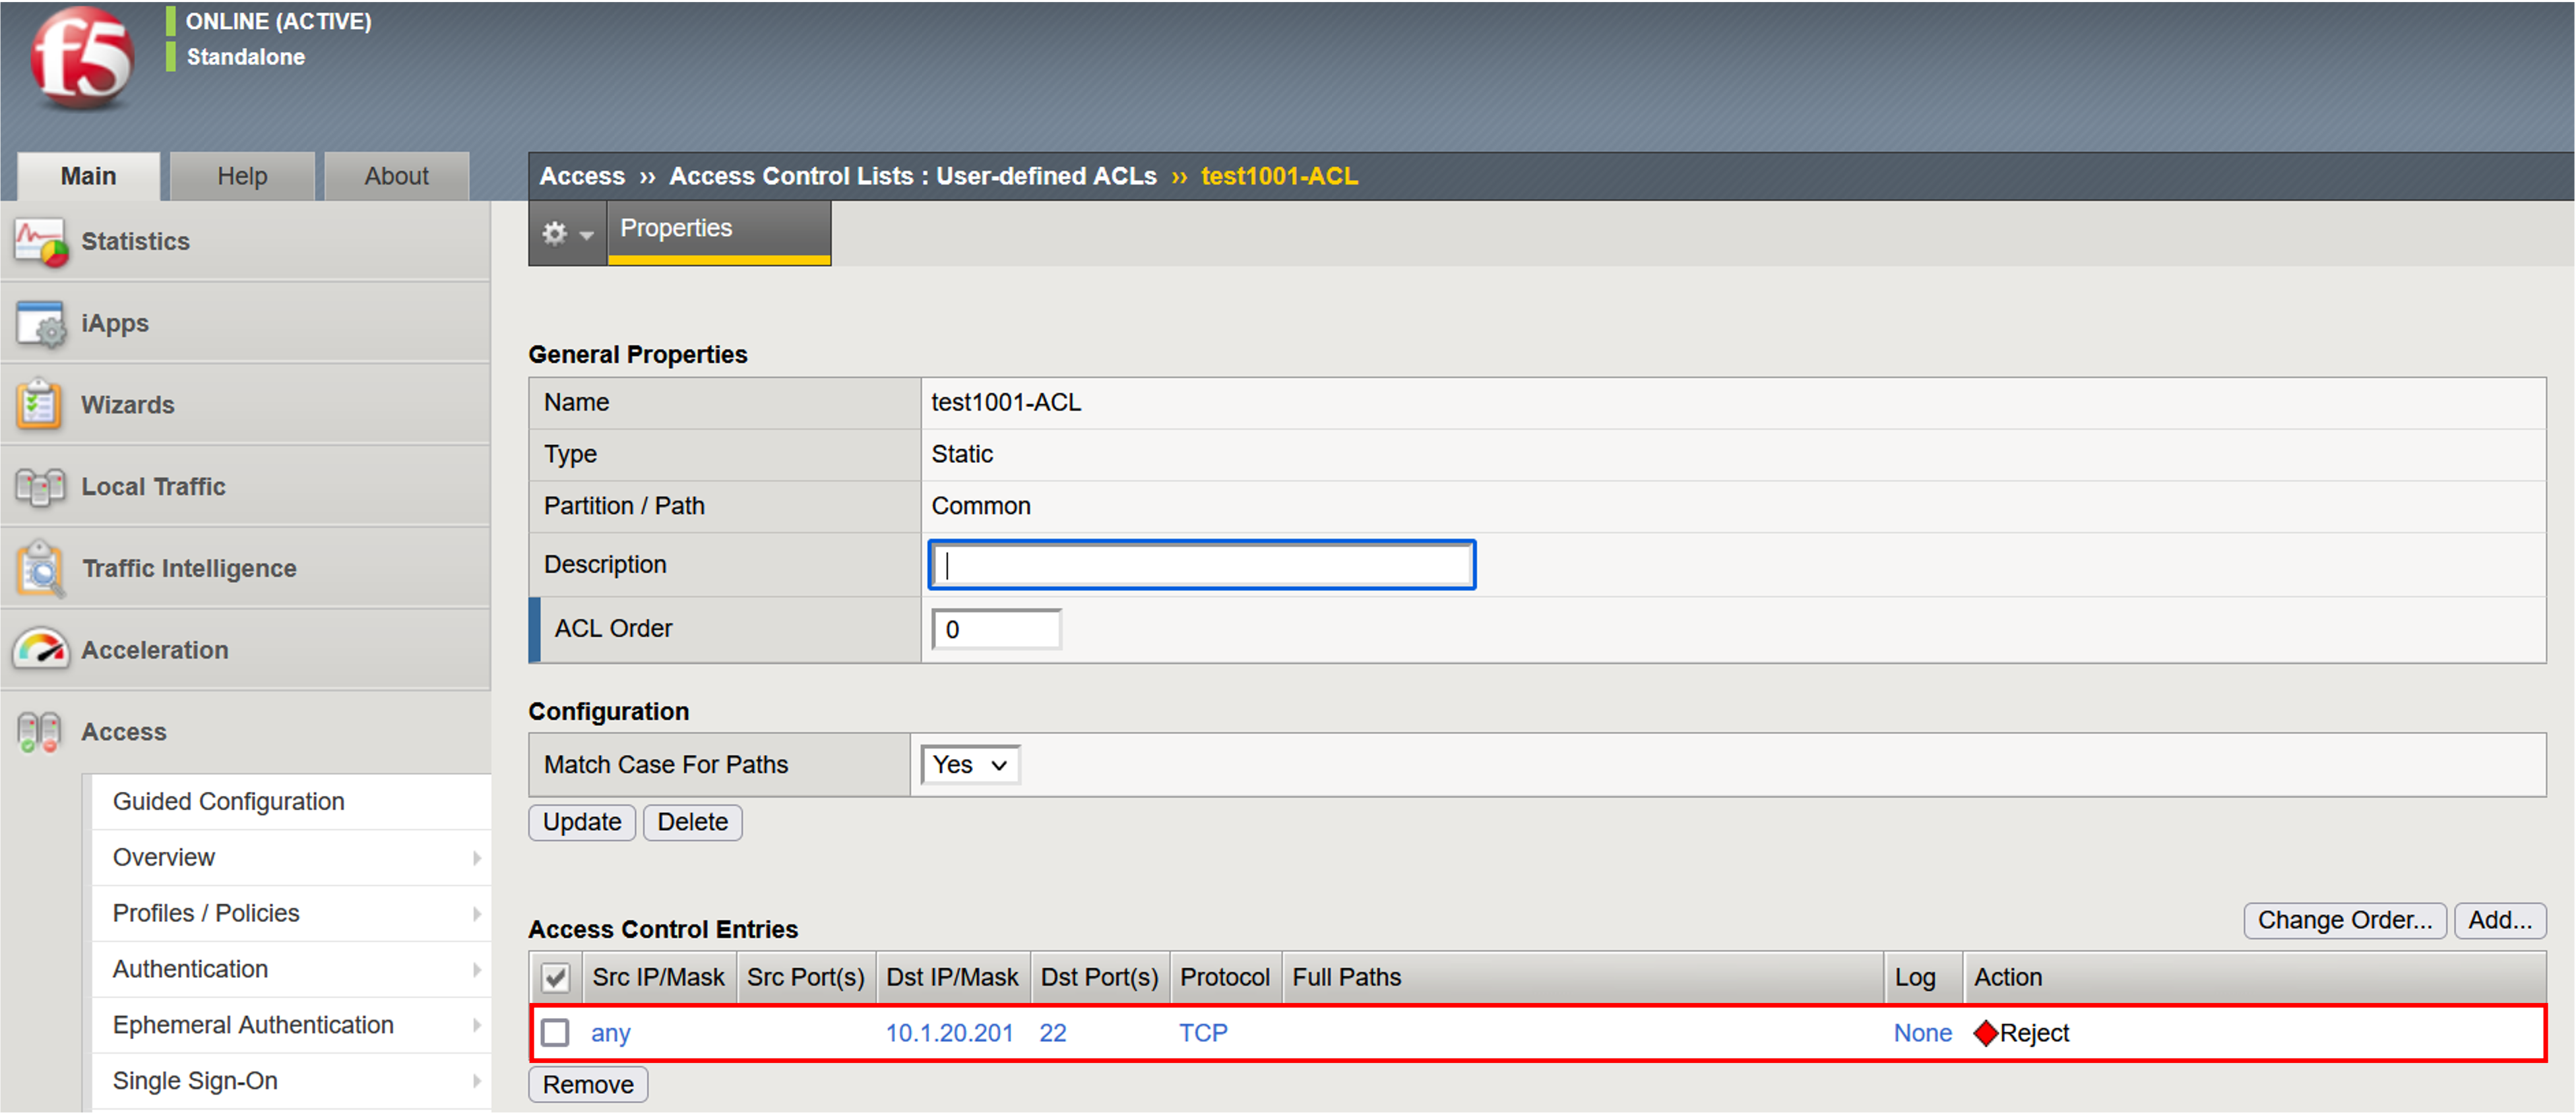 f5
ONLINE (ACTIVE)
Standalone
Main
Help
About
Access ›› Access Control Lists : User-defined ACLs ›› test1001-ACL
Properties
Statistics
iApps
Wizards
Local Traffic
Traffic Intelligence
Acceleration
Access
Guided Configuration
Overview
Profiles / Policies
Authentication
Ephemeral Authentication
Single Sign-On
General Properties
Name test1001-ACL
Type Static
Partition / Path Common
Description
ACL Order 0
Configuration
Match Case For Paths Yes
Update Delete
Access Control Entries Change Order... Add...
Src IP/Mask Src Port(s) Dst IP/Mask Dst Port(s) Protocol Full Paths Log Action
any 10.1.20.201 22 TCP None Reject
Remove